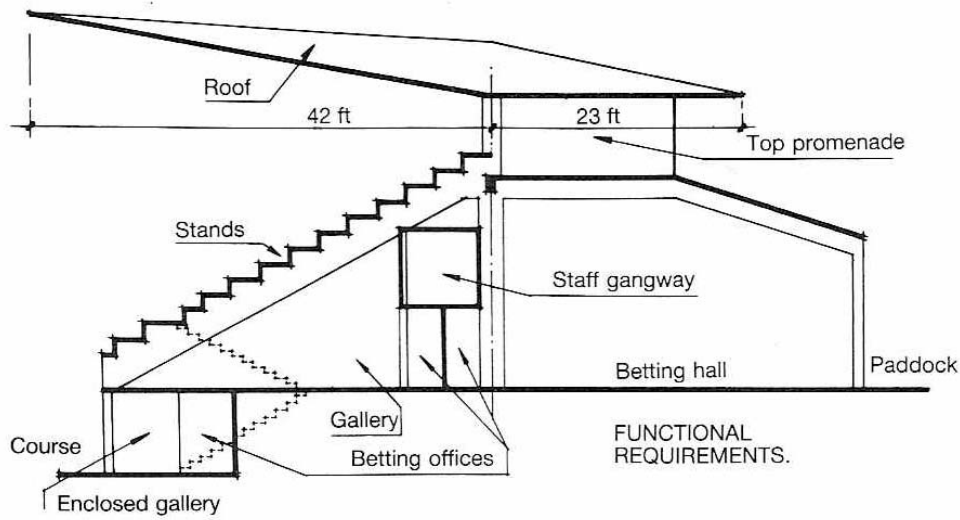 Roof
42 ft
23 ft
Top promenade
Stands
Staff gangway
Betting hall
Paddock
Gallery
Course
Betting offices
FUNCTIONAL
REQUIREMENTS.
Enclosed gallery